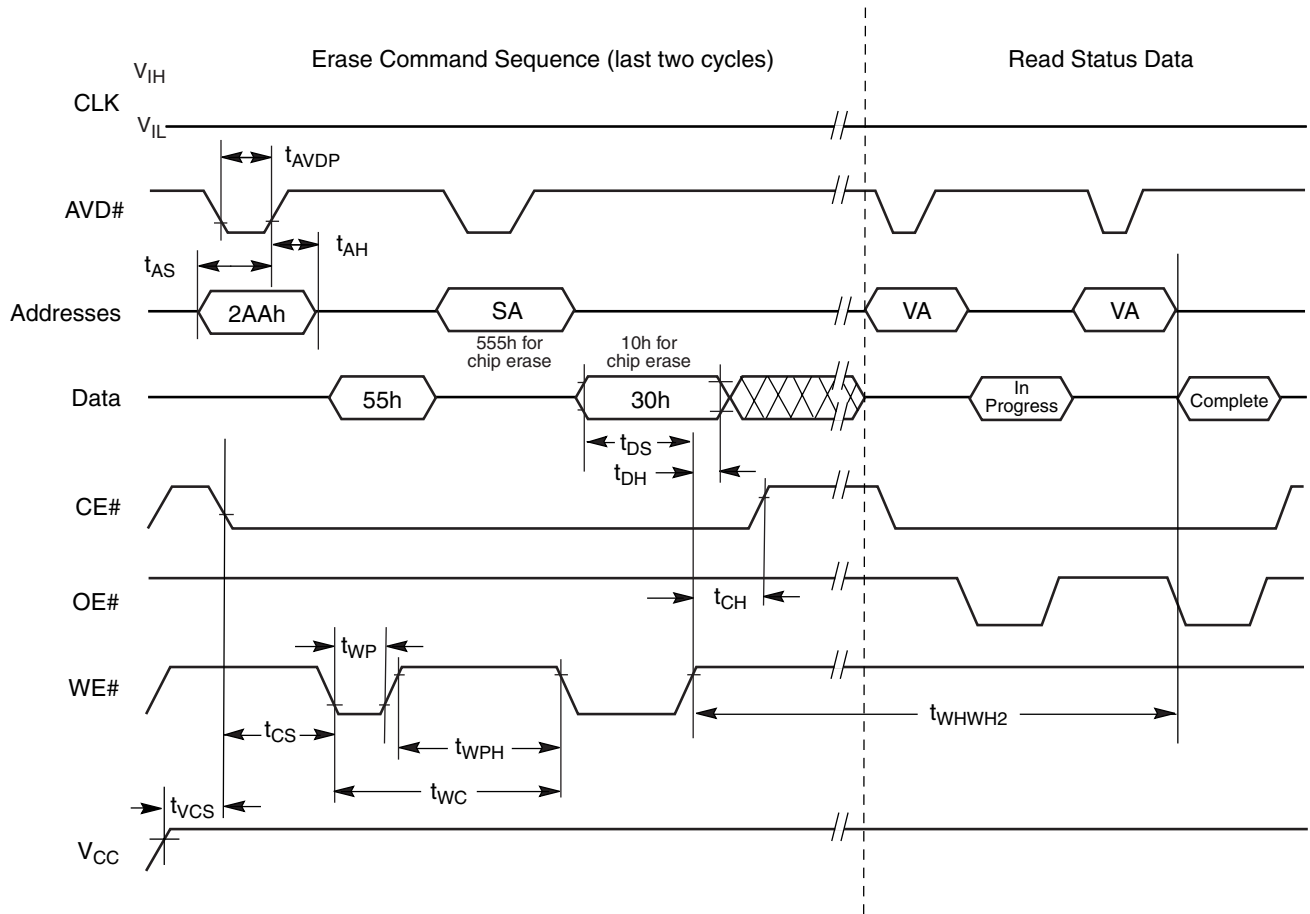 Erase Command Sequence (last two cycles)
Read Status Data
VIH
CLK
VIL
tAVDP
AVD#
tAH
tAS
Addresses
2AAh
SA
VA
VA
555h for
chip erase
10h for
chip erase
Data
55h
30h
In
Progress
Complete
tDS
tDH
CE#
OE#
tCH
tWP
WE#
tWHWH2
tCS
tWPH
tWC
tVCS
VCC